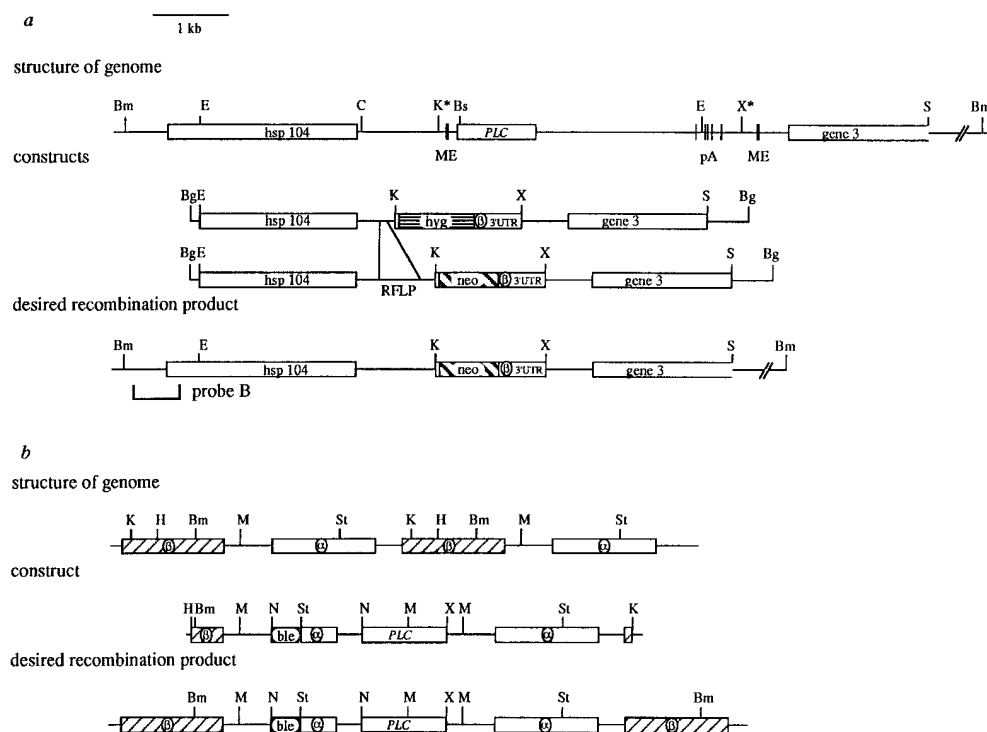 a
1 kb
structure of genome
Bm E C K* Bs E X* S Bm
hsp 104 PLC gene 3
constructs ME pA ME
BgE K X S Bg
hsp 104 hyg β 3'UTR gene 3
BgE K X S Bg
hsp 104 RFLP neo β 3'UTR gene 3
desired recombination product
Bm E K X S Bm
hsp 104 neo β 3'UTR gene 3
probe B
b
structure of genome
K H Bm M St K H Bm M St
β α β α
construct
HBm M N St N M X M St K
β ble α PLC α
desired recombination product
Bm M N St N M X M St Bm
β ble α PLC α β